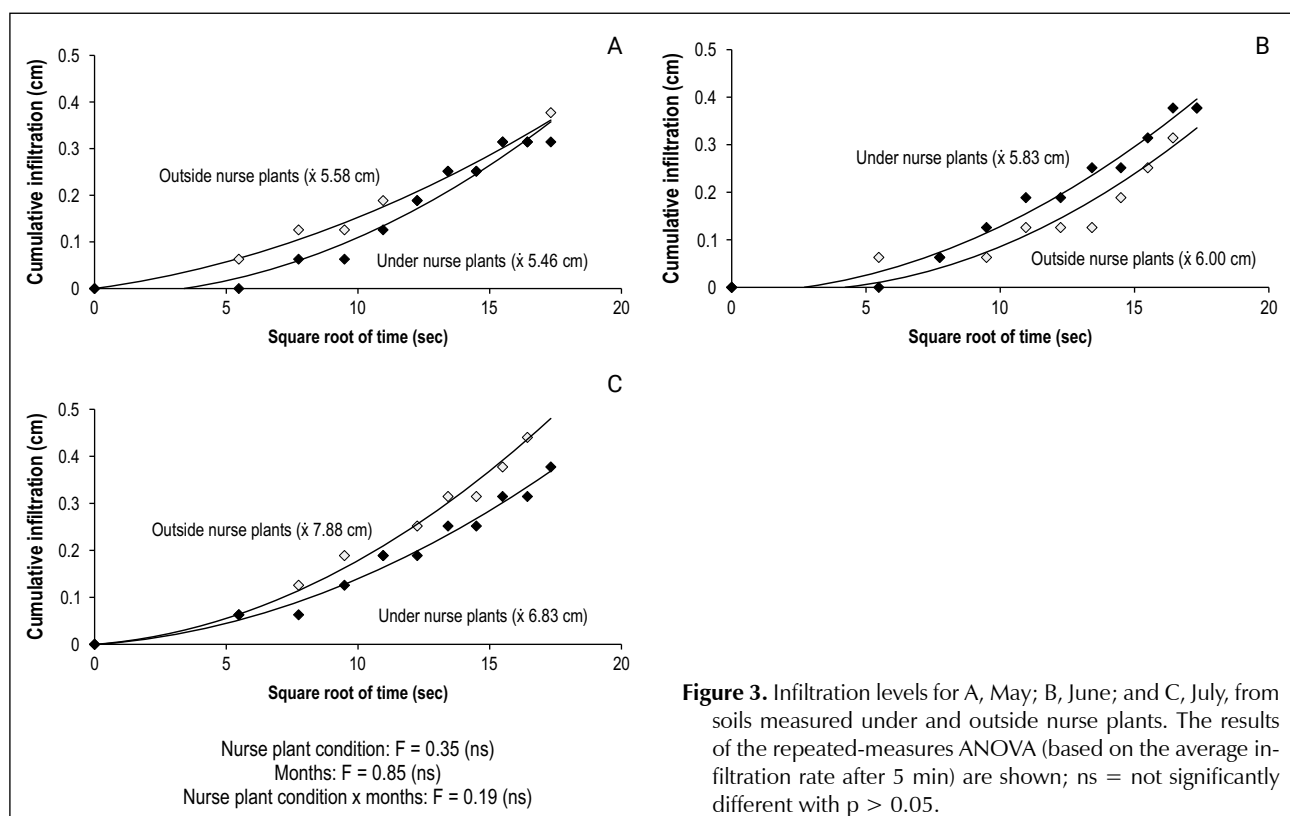 A
Cumulative infiltration (cm)
0.5
0.4
0.3
0.2
0.1
0
Outside nurse plants (ẋ 5.58 cm)
Under nurse plants (ẋ 5.46 cm)
0
5
10
15
20
Square root of time (sec)
B
Cumulative infiltration (cm)
0.5
0.4
0.3
0.2
0.1
0
Under nurse plants (ẋ 5.83 cm)
Outside nurse plants (ẋ 6.00 cm)
0
5
10
15
20
Square root of time (sec)
C
Cumulative infiltration (cm)
0.5
0.4
0.3
0.2
0.1
0
Outside nurse plants (ẋ 7.88 cm)
Under nurse plants (ẋ 6.83 cm)
0
5
10
15
20
Square root of time (sec)
Nurse plant condition: F = 0.35 (ns)
Months: F = 0.85 (ns)
Nurse plant condition x months: F = 0.19 (ns)
Figure 3. Infiltration levels for A, May; B, June; and C, July, from
soils measured under and outside nurse plants. The results
of the repeated-measures ANOVA (based on the average in-
filtration rate after 5 min) are shown; ns = not significantly
different with p > 0.05.